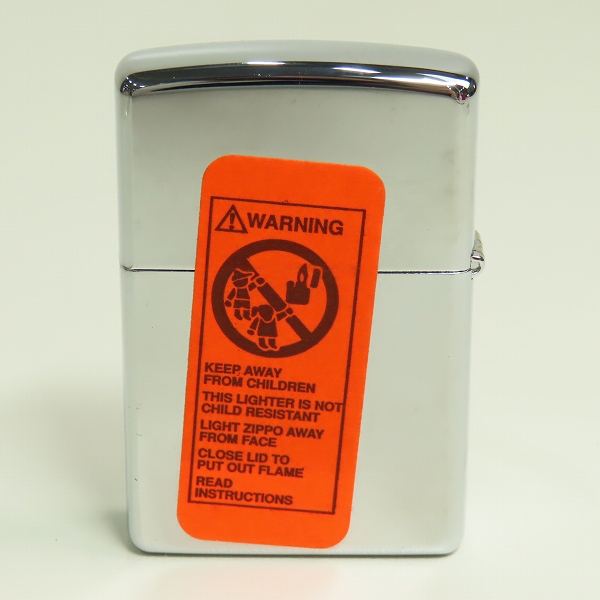 WARNING
KEEP AWAY
FROM CHILDREN
THIS LIGHTER IS NOT
CHILD RESISTANT
LIGHT ZIPPO AWAY
FROM FACE
CLOSE LID TO
PUT OUT FLAME
READ
INSTRUCTIONS